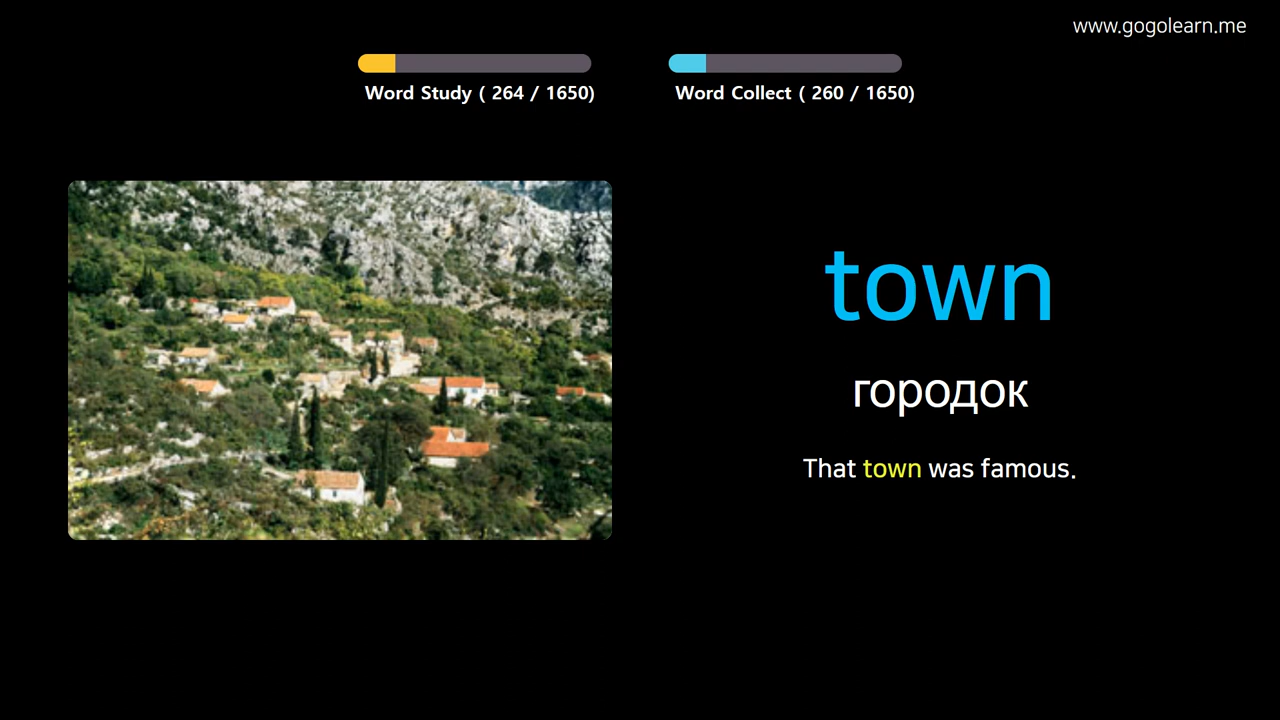 www.gogolearn.me
Word Study ( 264 / 1650)
Word Collect ( 260 / 1650)
town
городок
That town was famous.